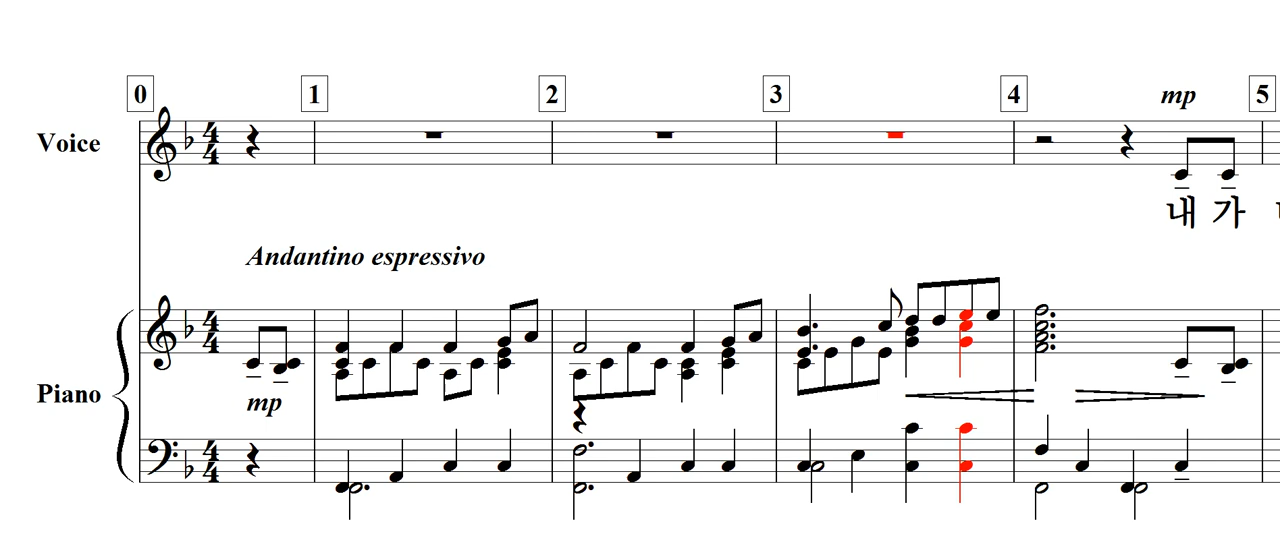 0 1 2 3 4 5
mp
Voice
내 가
Andantino espressivo
Piano
mp